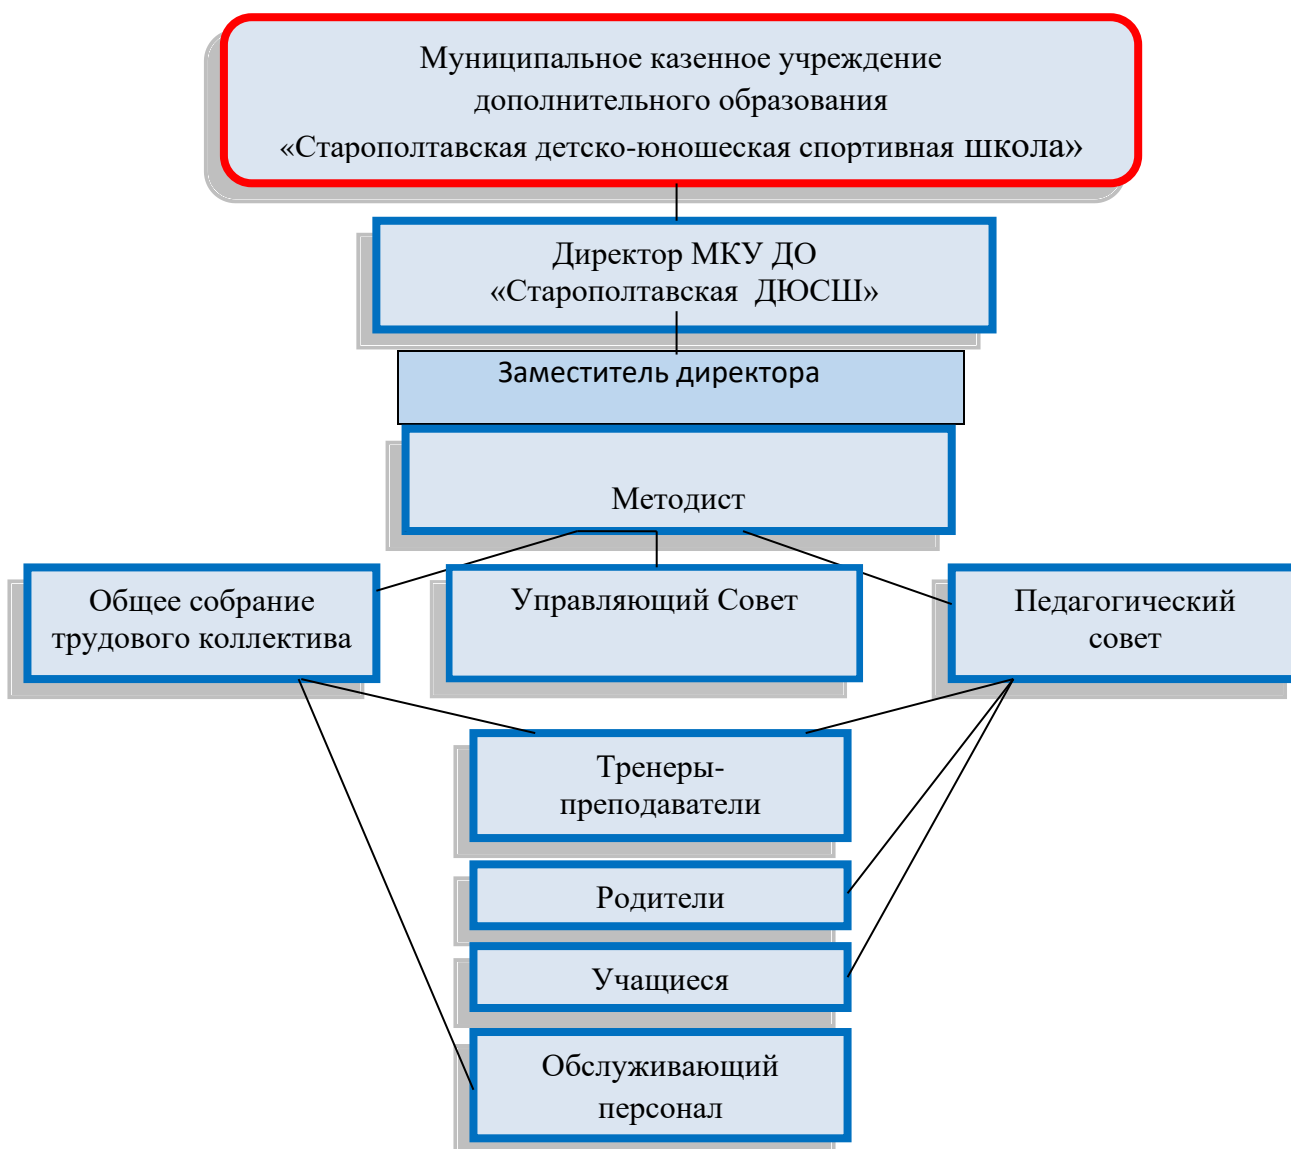 Муниципальное казенное учреждение
дополнительного образования
«Старополтавская детско-юношеская спортивная школа»
Директор МКУ ДО
«Старополтавская ДЮСШ»
Заместитель директора
Методист
Общее собрание
трудового коллектива
Управляющий Совет
Педагогический
совет
Тренеры-
преподаватели
Родители
Учащиеся
Обслуживающий
персонал